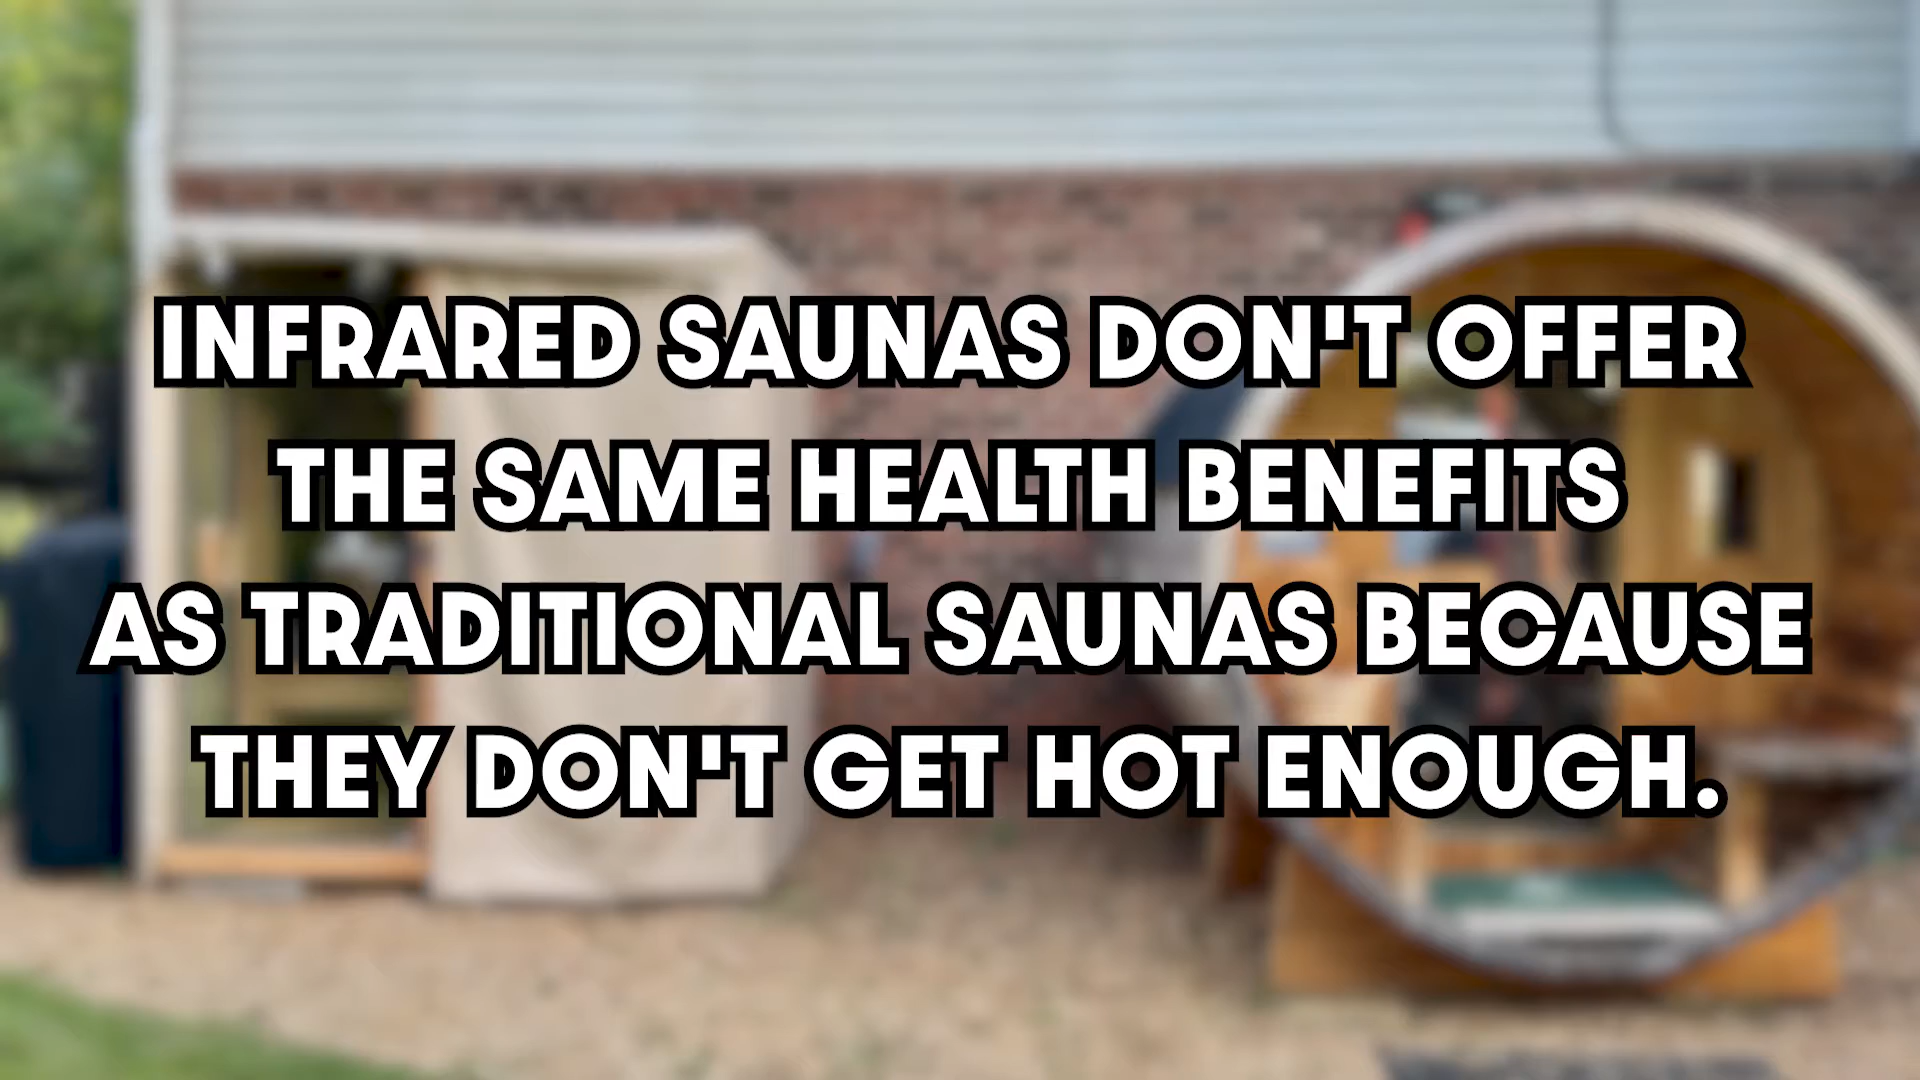 INFRARED SAUNAS DON'T OFFER
THE SAME HEALTH BENEFITS
AS TRADITIONAL SAUNAS BECAUSE
THEY DON'T GET HOT ENOUGH.